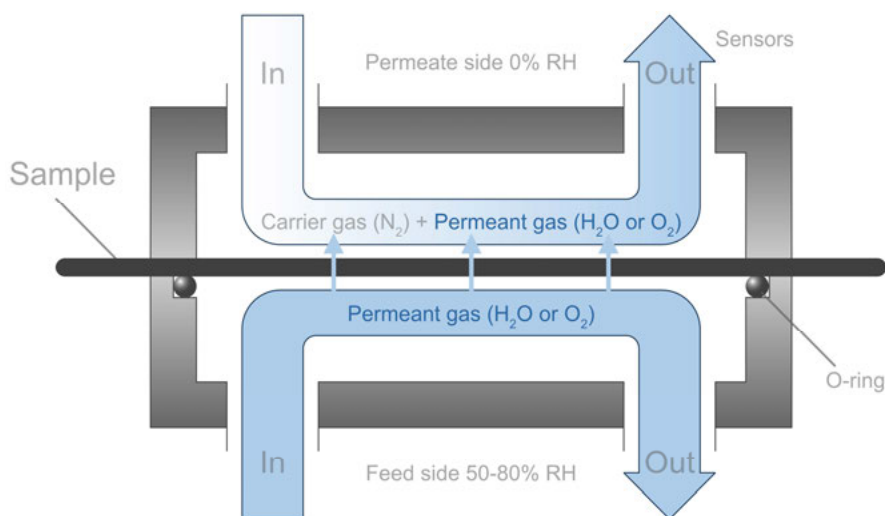 Sensors
In
Permeate side 0% RH
Out
Sample
Carrier gas (N₂) + Permeant gas (H₂O or O₂)
Permeant gas (H₂O or O₂)
O-ring
In
Feed side 50-80% RH
Out